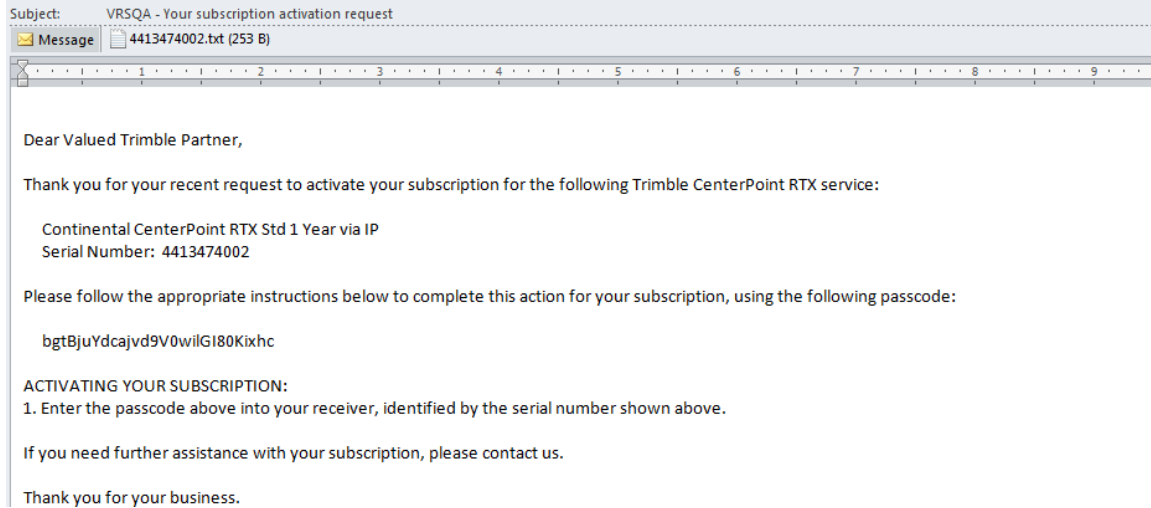 Subject: VRSQA - Your subscription activation request
Message 4413474002.txt (253 B)
1 2 3 4 5 6 7 8 9
Dear Valued Trimble Partner,
Thank you for your recent request to activate your subscription for the following Trimble CenterPoint RTX service:
Continental CenterPoint RTX Std 1 Year via IP
Serial Number: 4413474002
Please follow the appropriate instructions below to complete this action for your subscription, using the following passcode:
bgtBjuYdcajvd9V0wilGI80Kixhc
ACTIVATING YOUR SUBSCRIPTION:
1. Enter the passcode above into your receiver, identified by the serial number shown above.
If you need further assistance with your subscription, please contact us.
Thank you for your business.